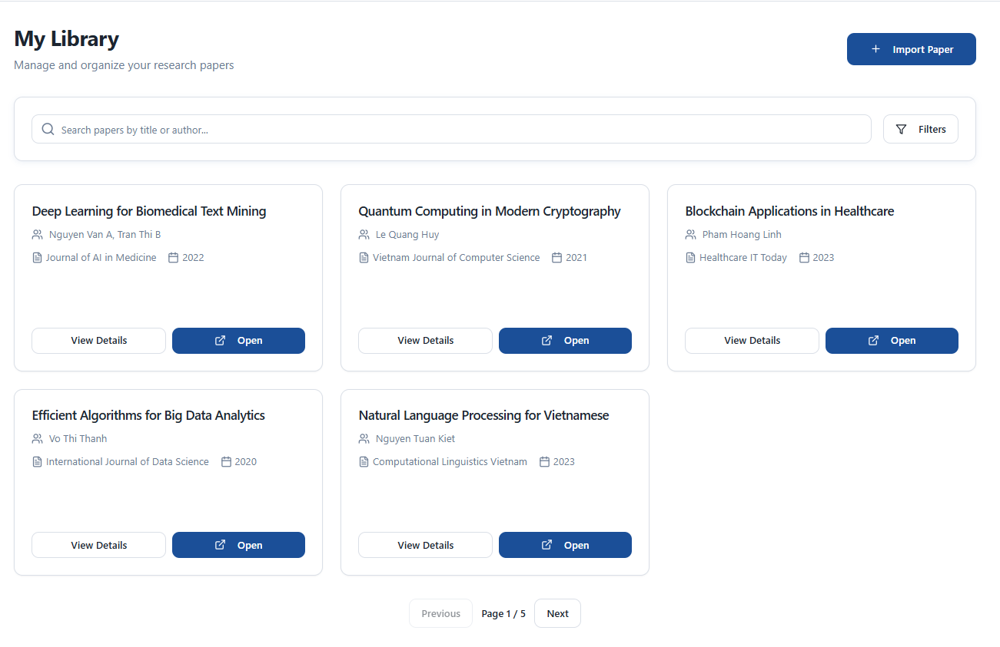 My Library
Manage and organize your research papers
Import Paper
Search papers by title or author...
Filters
Deep Learning for Biomedical Text Mining
Nguyen Van A, Tran Thi B
Journal of AI in Medicine 2022
View Details
Open
Quantum Computing in Modern Cryptography
Le Quang Huy
Vietnam Journal of Computer Science 2021
View Details
Open
Blockchain Applications in Healthcare
Pham Hoang Linh
Healthcare IT Today 2023
View Details
Open
Efficient Algorithms for Big Data Analytics
Vo Thi Thanh
International Journal of Data Science 2020
View Details
Open
Natural Language Processing for Vietnamese
Nguyen Tuan Kiet
Computational Linguistics Vietnam 2023
View Details
Open
Previous Page 1 / 5 Next